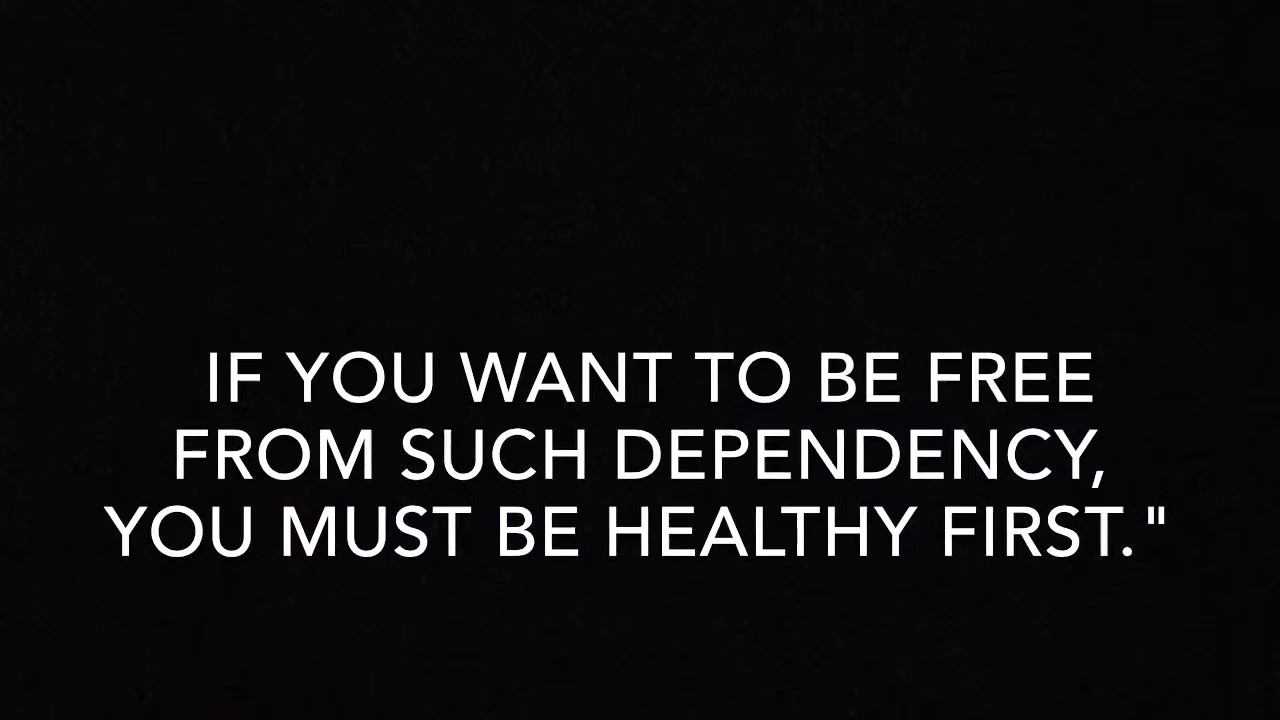 IF YOU WANT TO BE FREE
FROM SUCH DEPENDENCY,
YOU MUST BE HEALTHY FIRST."